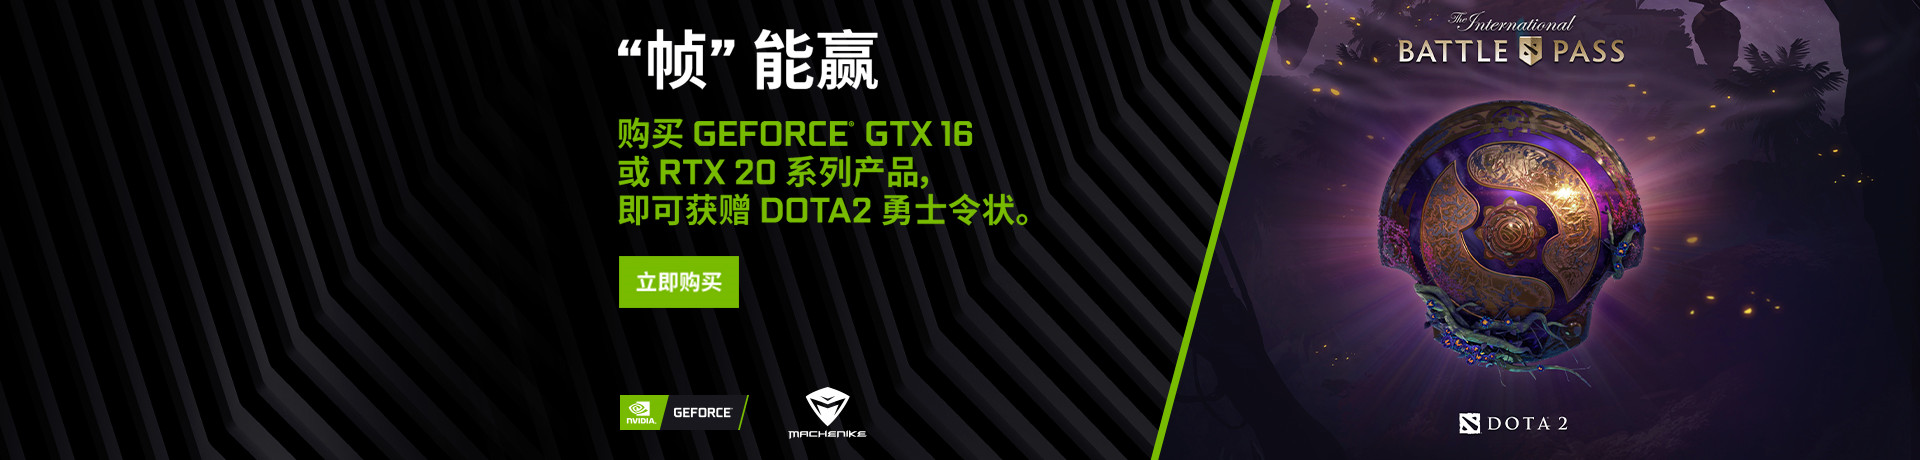 “帧” 能赢
购买 GEFORCE® GTX 16
或 RTX 20 系列产品，
即可获赠 DOTA2 勇士令状。
立即购买
NVIDIA.
GEFORCE
MACHENIKE
The International
BATTLE PASS
DOTA 2